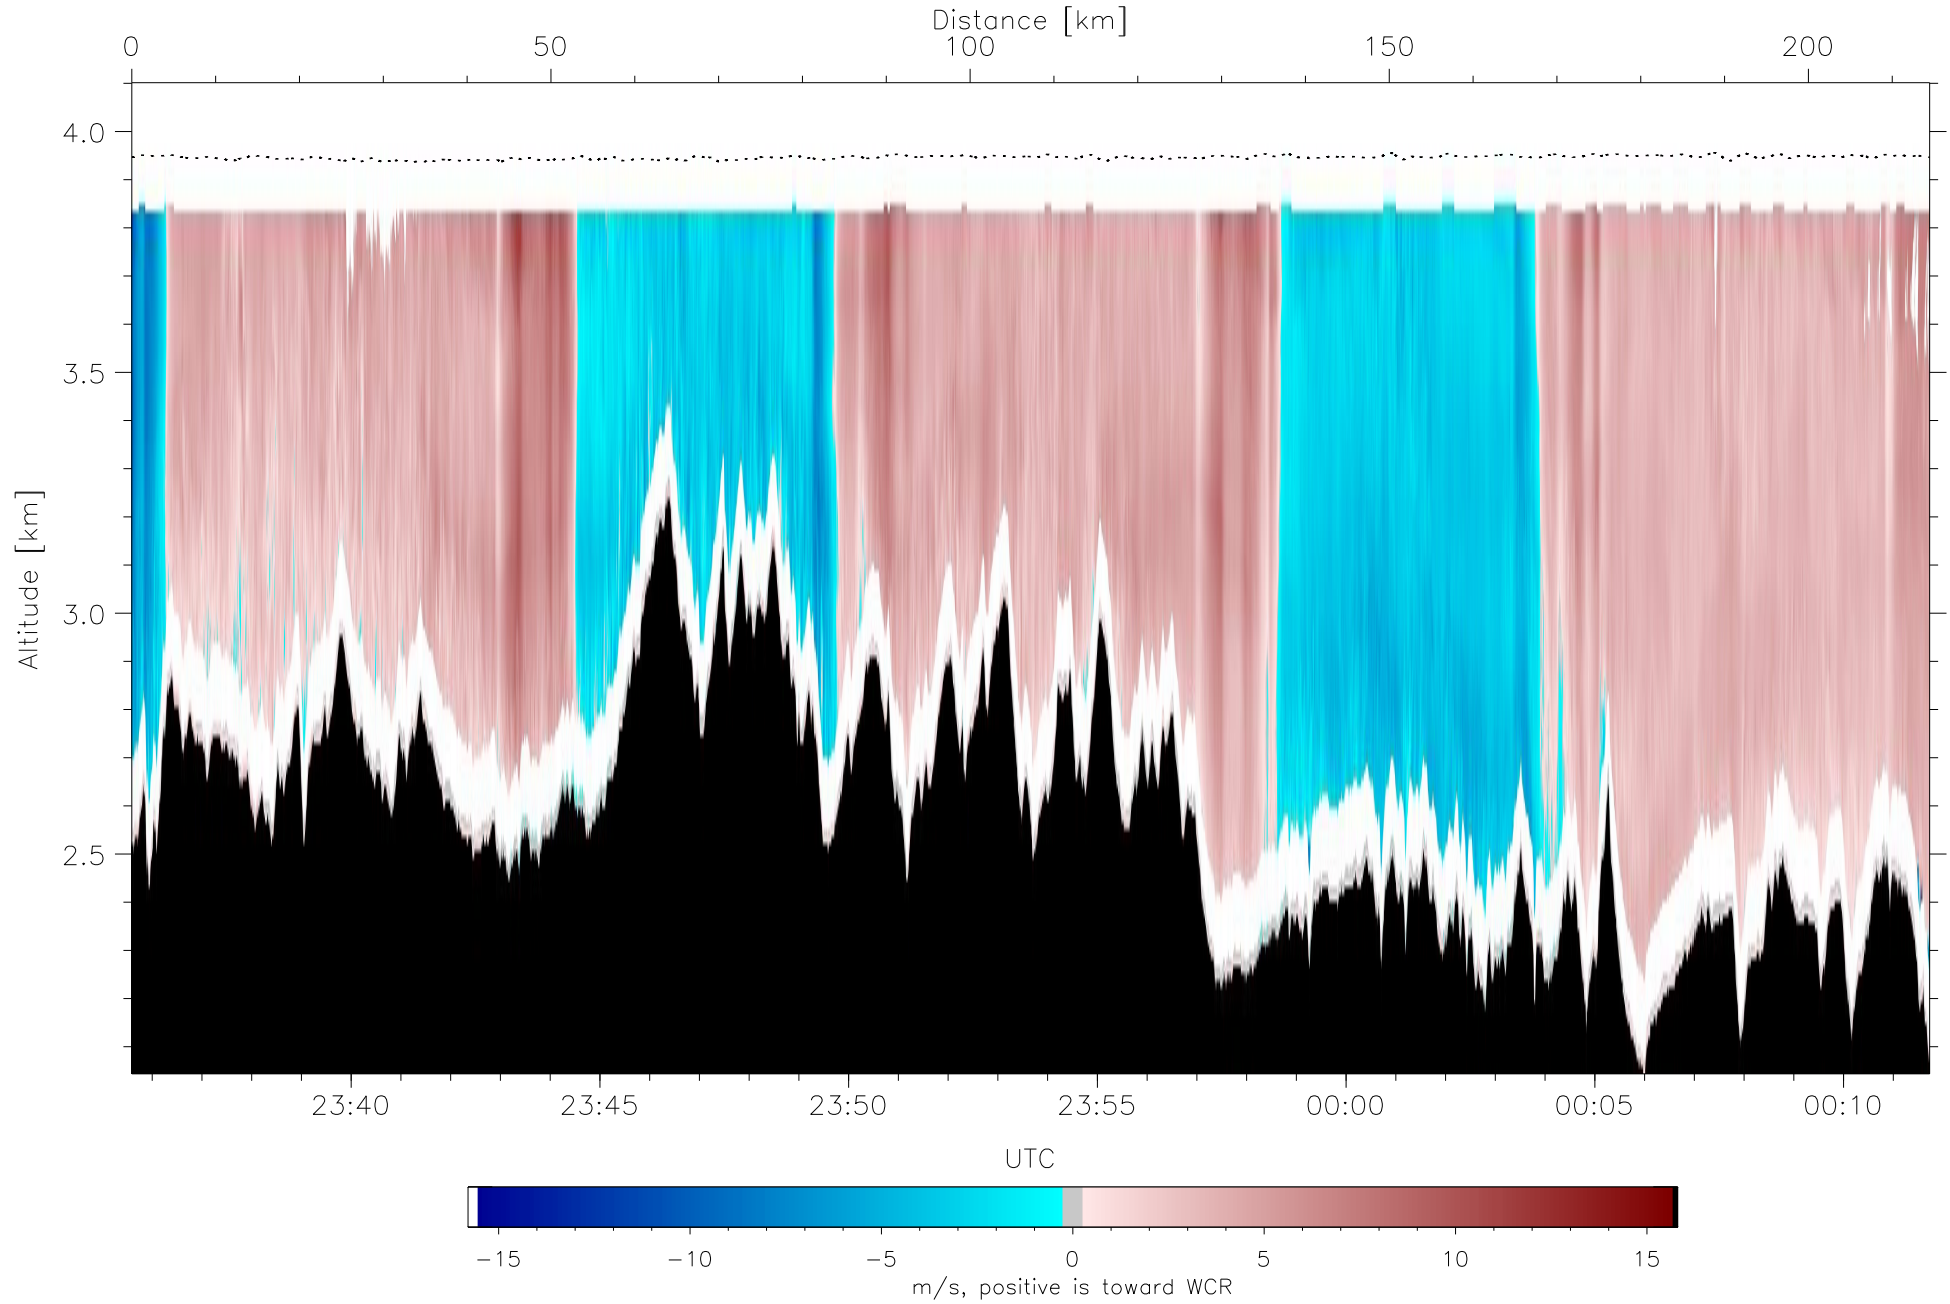 Distance [km]
0 50 100 150 200
4.0
3.5
3.0
2.5
Altitude [km]
23:40 23:45 23:50 23:55 00:00 00:05 00:10
UTC
−15 −10 −5 0 5 10 15
m/s, positive is toward WCR